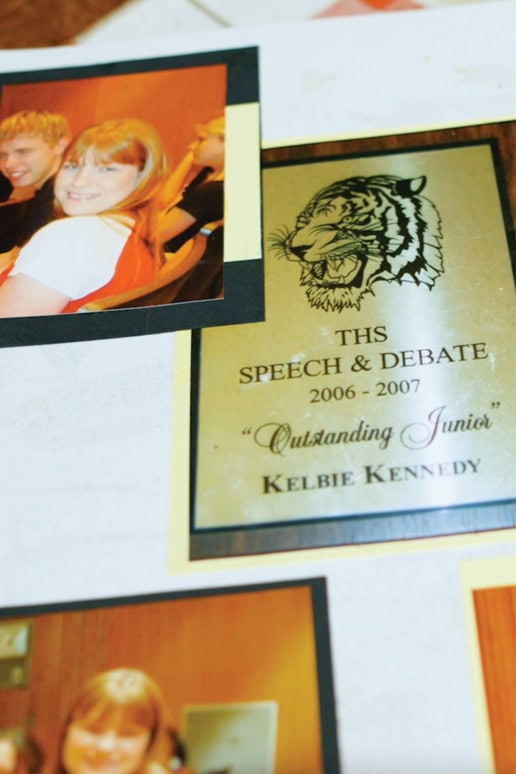 THS
SPEECH & DEBATE
2006 - 2007
“Outstanding Junior”
KELBIE KENNEDY